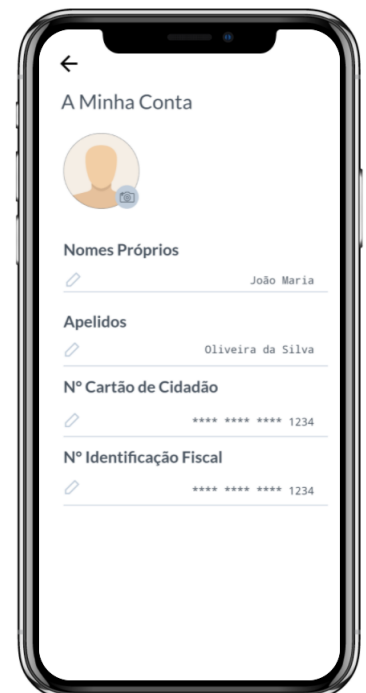 A Minha Conta
Nomes Próprios
João Maria
Apelidos
Oliveira da Silva
Nº Cartão de Cidadão
**** **** **** 1234
Nº Identificação Fiscal
**** **** **** 1234